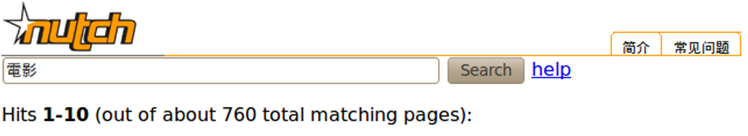 nutch
简介 常见问题
電影 Search help
Hits 1-10 (out of about 760 total matching pages):